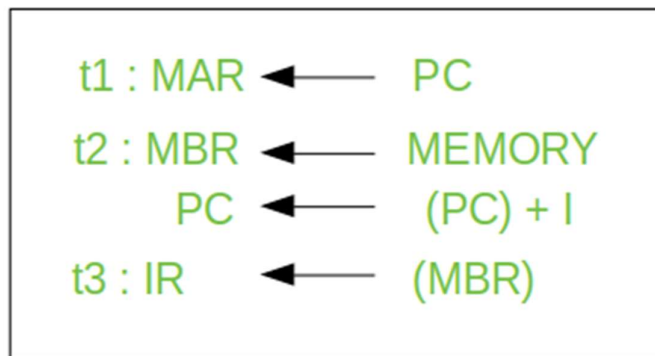 t1 : MAR ← PC
t2 : MBR ← MEMORY
PC ← (PC) + I
t3 : IR ← (MBR)